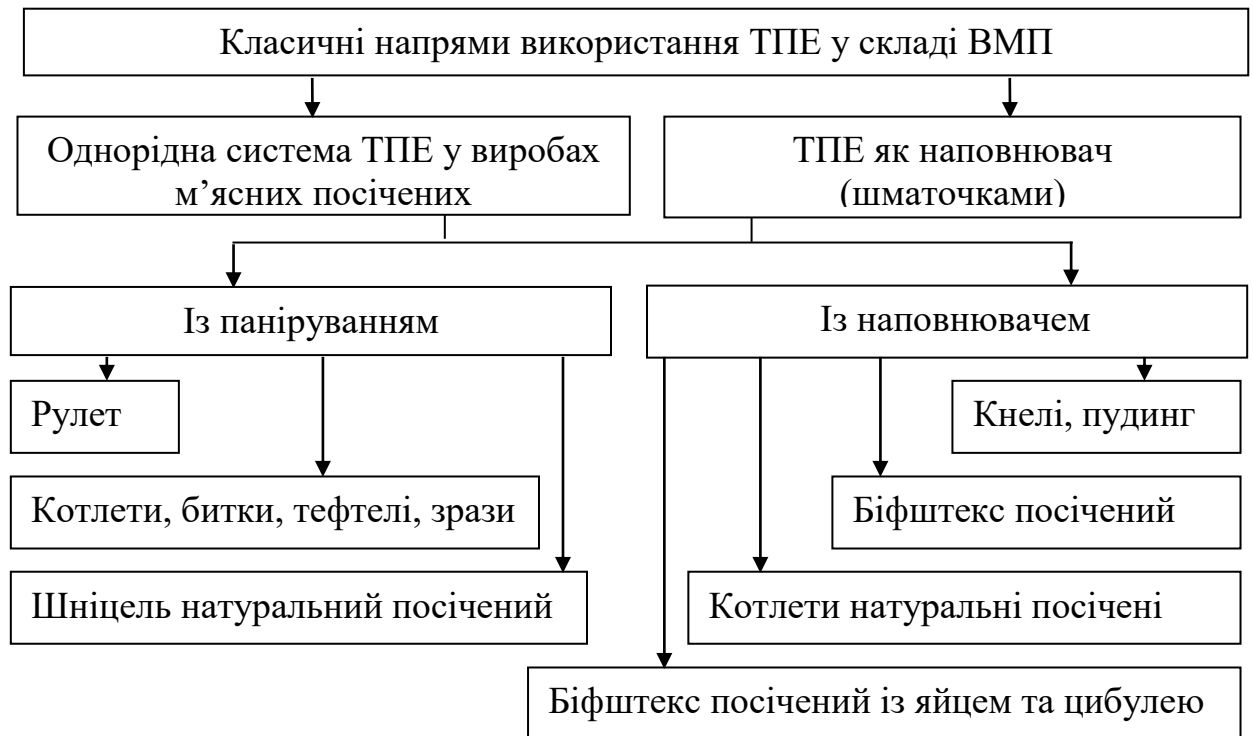 Класичні напрями використання ТПЕ у складі ВМП
Однорідна система ТПЕ у виробах
м’ясних посічених
ТПЕ як наповнювач
(шматочками)
Із паніруванням
Із наповнювачем
Рулет
Кнелі, пудинг
Котлети, битки, тефтелі, зрази
Біфштекс посічений
Шніцель натуральний посічений
Котлети натуральні посічені
Біфштекс посічений із яйцем та цибулею